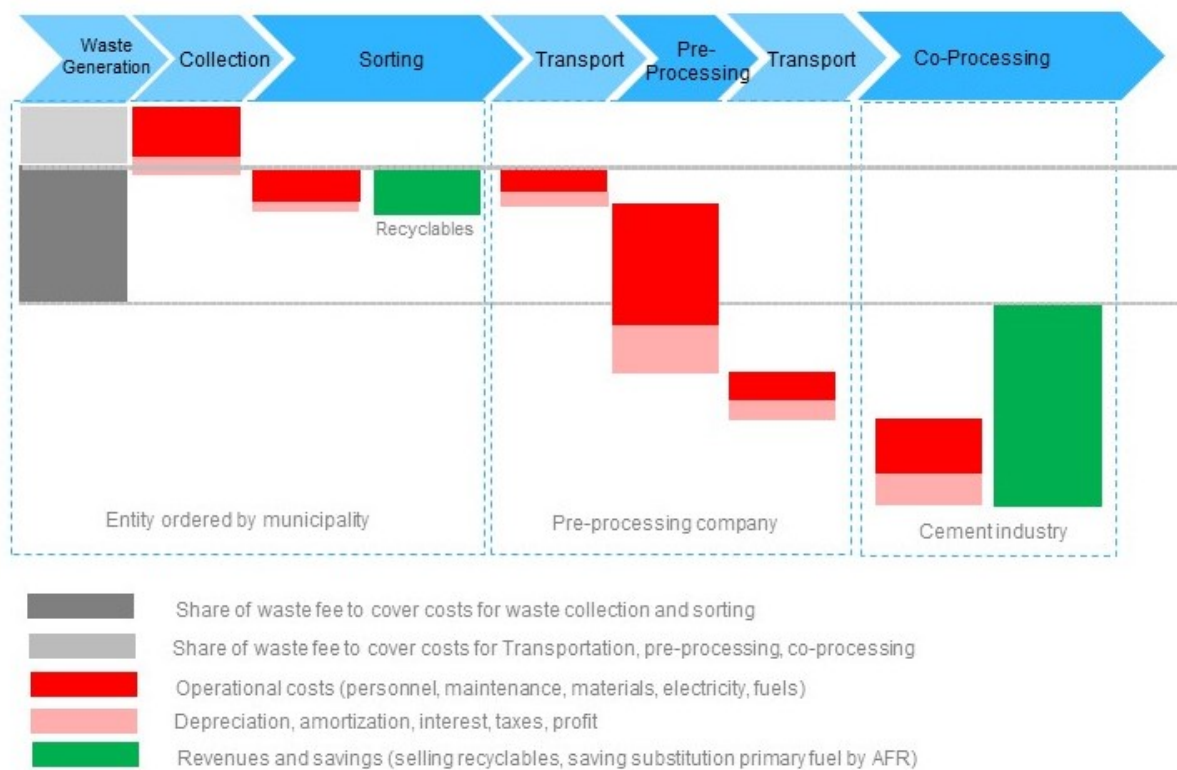 Waste
Generation
Collection
Sorting
Transport
Pre-
Processing
Transport
Co-Processing
Recyclables
Entity ordered by municipality
Pre-processing company
Cement industry
Share of waste fee to cover costs for waste collection and sorting
Share of waste fee to cover costs for Transportation, pre-processing, co-processing
Operational costs (personnel, maintenance, materials, electricity, fuels)
Depreciation, amortization, interest, taxes, profit
Revenues and savings (selling recyclables, saving substitution primary fuel by AFR)